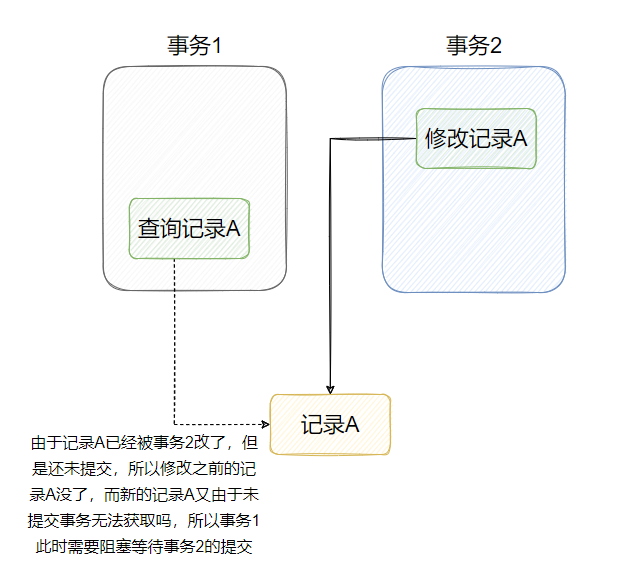 事务1
事务2
修改记录A
查询记录A
记录A
由于记录A已经被事务2改了，但
是还未提交，所以修改之前的记
录A没了，而新的记录A又由于未
提交事务无法获取吗，所以事务1
此时需要阻塞等待事务2的提交